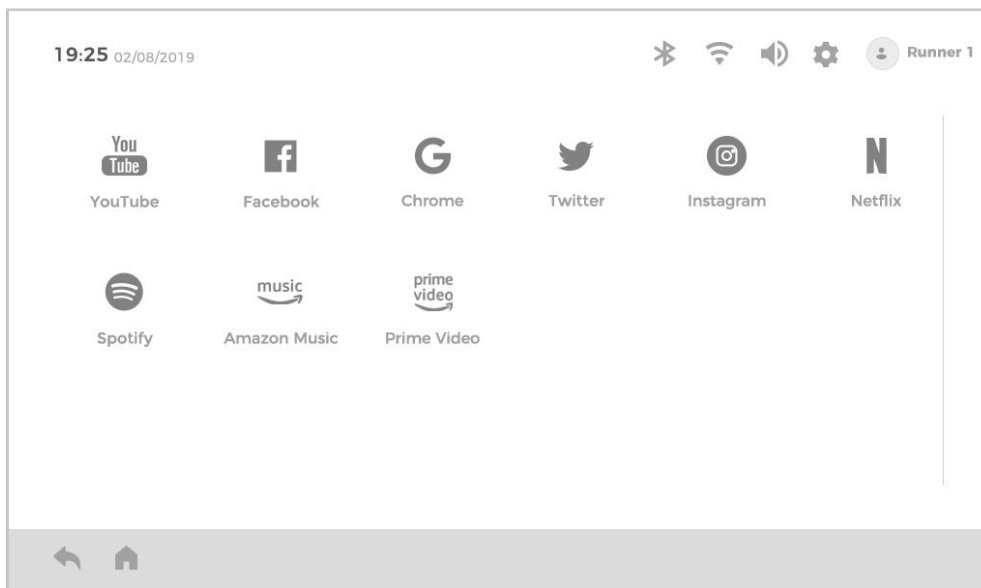 19:25 02/08/2019
Runner 1
You
Tube
YouTube
Facebook
Chrome
Twitter
Instagram
Netflix
music
prime
video
Spotify
Amazon Music
Prime Video